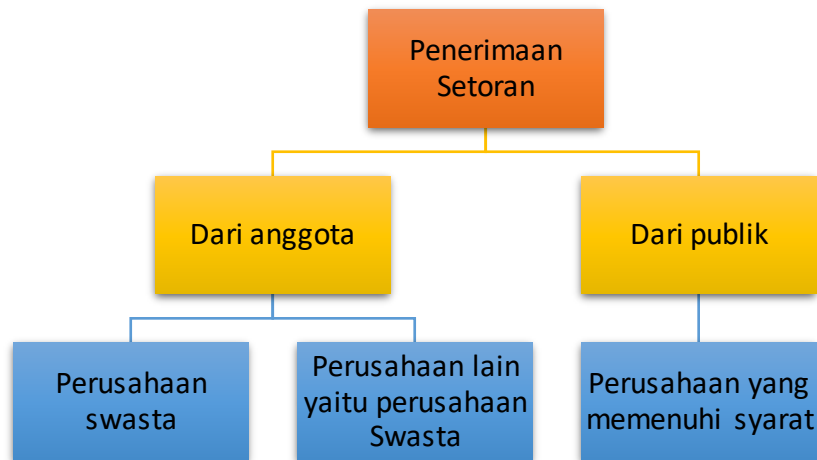 Penerimaan
Setoran
Dari anggota
Dari publik
Perusahaan
swasta
Perusahaan lain
yaitu perusahaan
Swasta
Perusahaan yang
memenuhi syarat